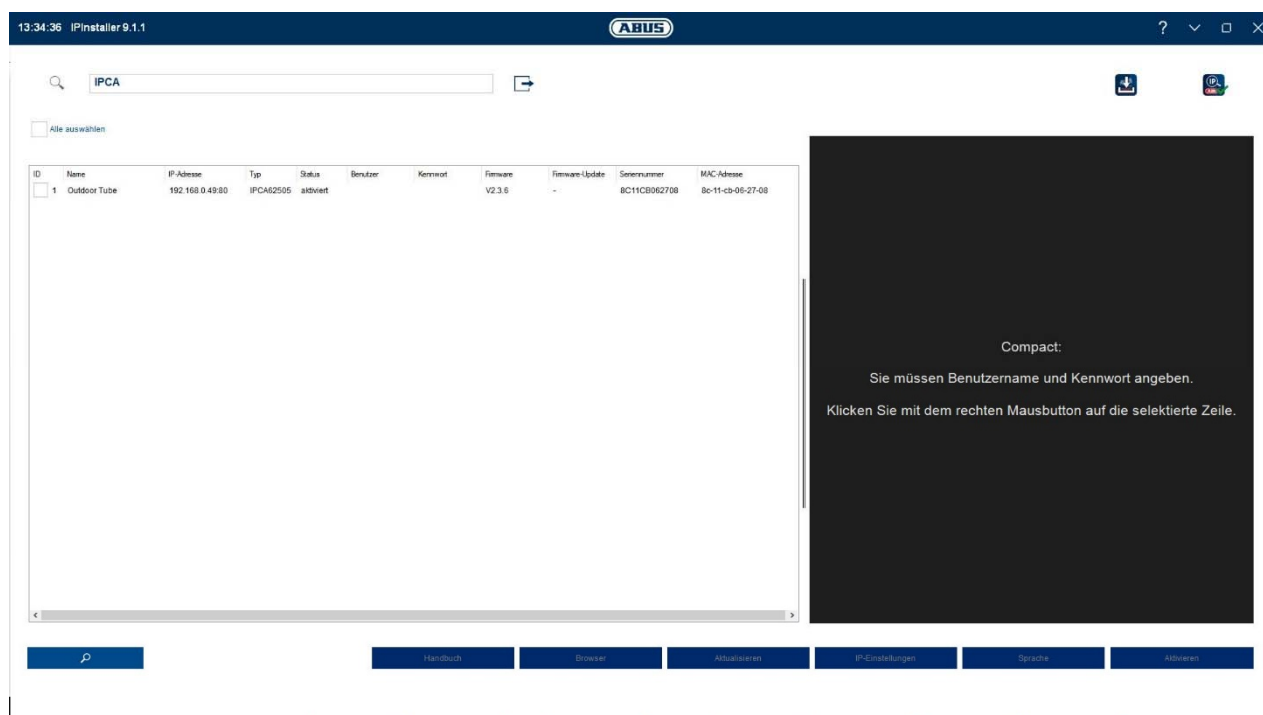 13:34:36 IPInstaller 9.1.1
ABUS
?
IPCA
Alle auswählen
ID Name IP-Adresse Typ Status Benutzer Kennwort Firmware Firmware-Update Seriennummer MAC-Adresse
1 Outdoor Tube 192.168.0.49:80 IPCA62505 aktiviert V2.3.6 - 8C11CB062708 8c-11-cb-06-27-08
Compact:
Sie müssen Benutzername und Kennwort angeben.
Klicken Sie mit dem rechten Mausbutton auf die selektierte Zeile.
Handbuch Browser Aktualisieren IP-Einstellungen Sprache Aktivieren